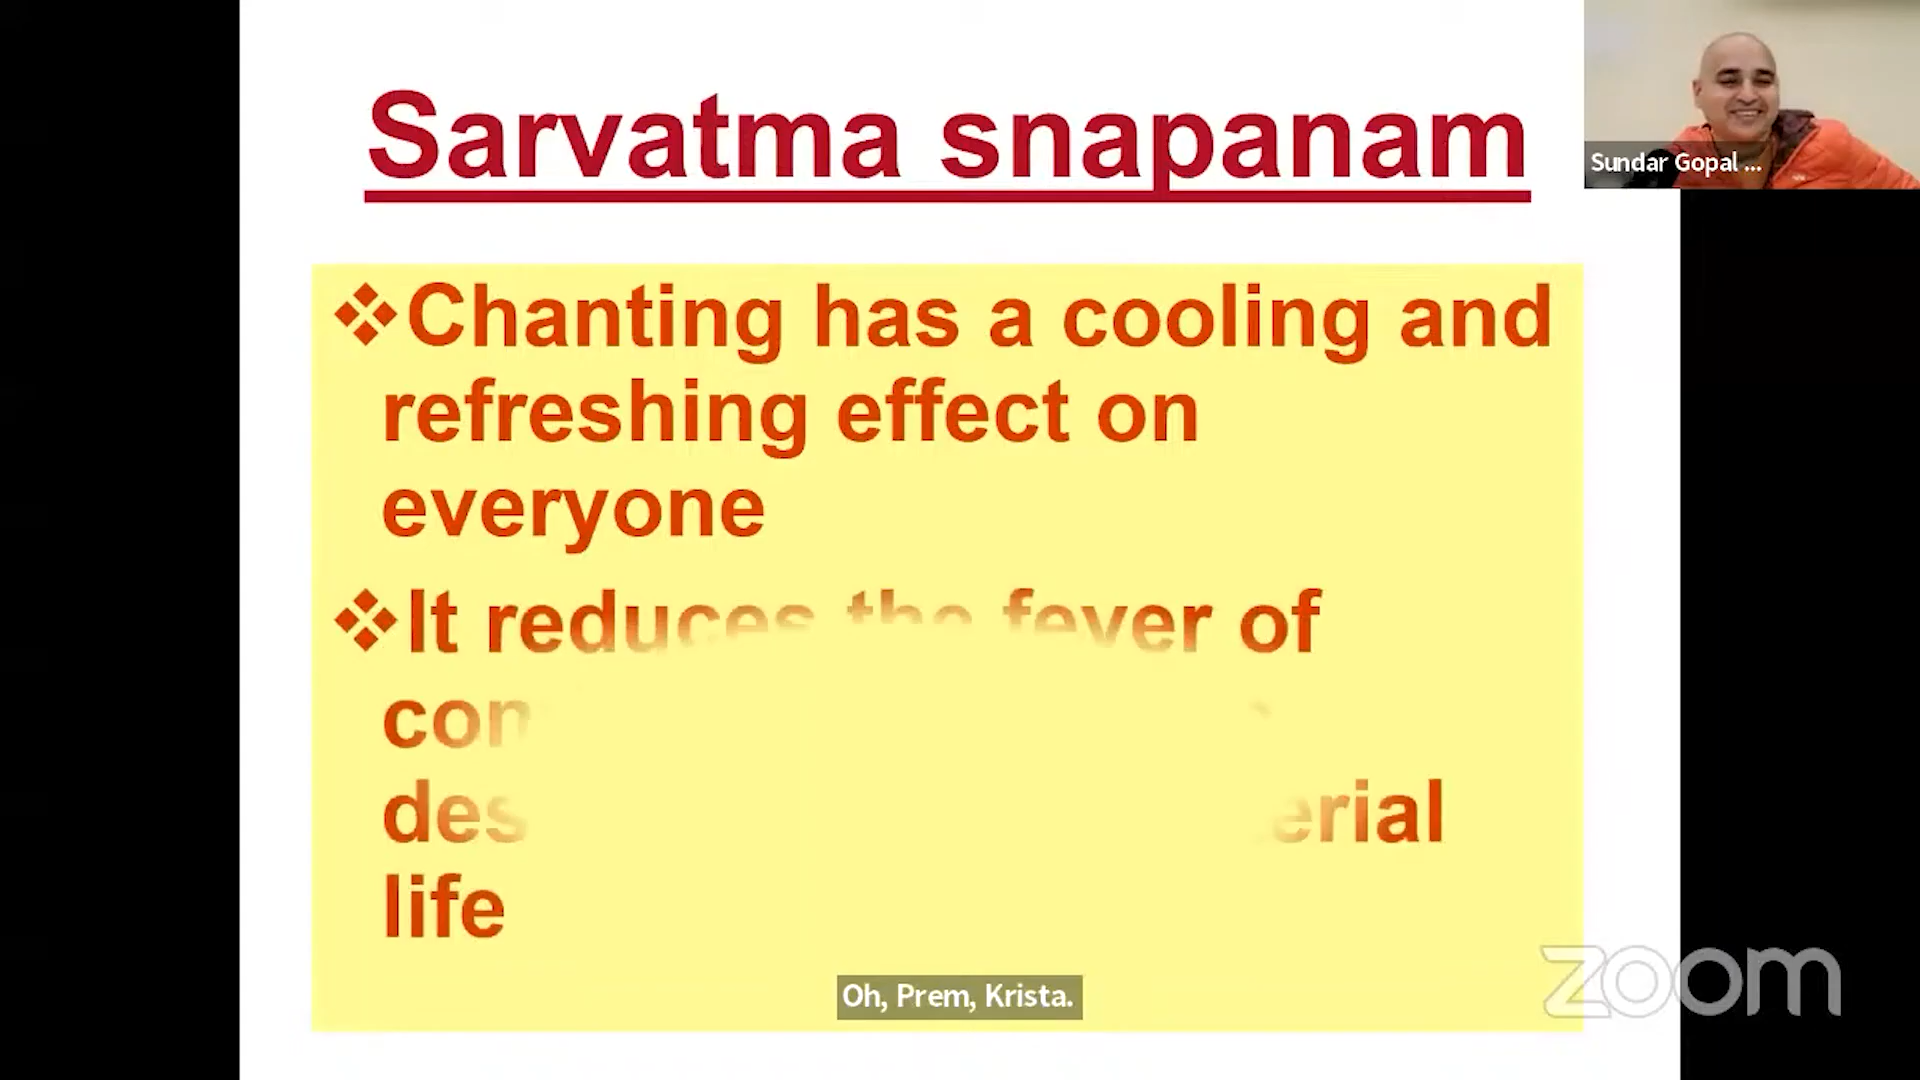 Sarvatma snapanam
Sundar Gopal ...
❖Chanting has a cooling and
refreshing effect on
everyone
❖It reduces the fever of
life
Oh, Prem, Krista.
zoom